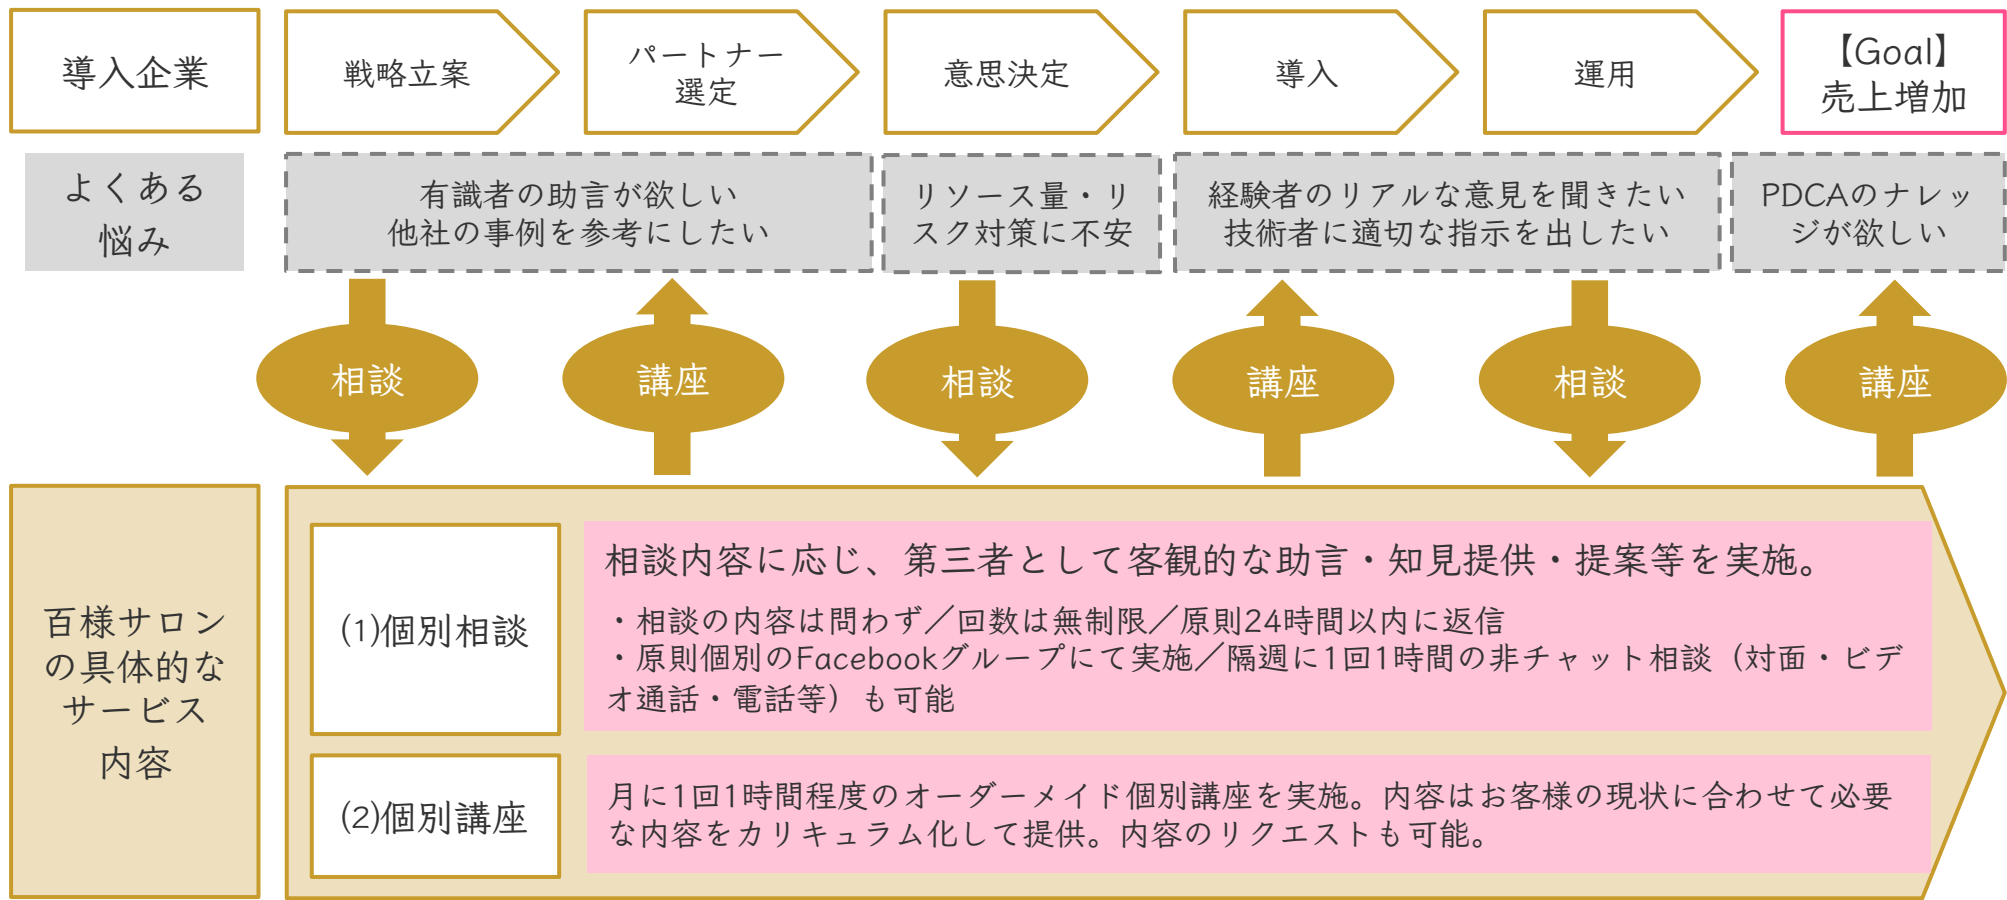 導入企業
戦略立案
パートナー
選定
意思決定
導入
運用
【Goal】
売上増加
よくある
悩み
有識者の助言が欲しい
他社の事例を参考にしたい
リソース量・リ
スク対策に不安
経験者のリアルな意見を聞きたい
技術者に適切な指示を出したい
PDCAのナレッ
ジが欲しい
相談
講座
相談
講座
相談
講座
百様サロン
の具体的な
サービス
内容
(1)個別相談
相談内容に応じ、第三者として客観的な助言・知見提供・提案等を実施。
・相談の内容は問わず／回数は無制限／原則24時間以内に返信
・原則個別のFacebookグループにて実施／隔週に1回1時間の非チャット相談（対面・ビデ
オ通話・電話等）も可能
(2)個別講座
月に1回1時間程度のオーダーメイド個別講座を実施。内容はお客様の現状に合わせて必要
な内容をカリキュラム化して提供。内容のリクエストも可能。